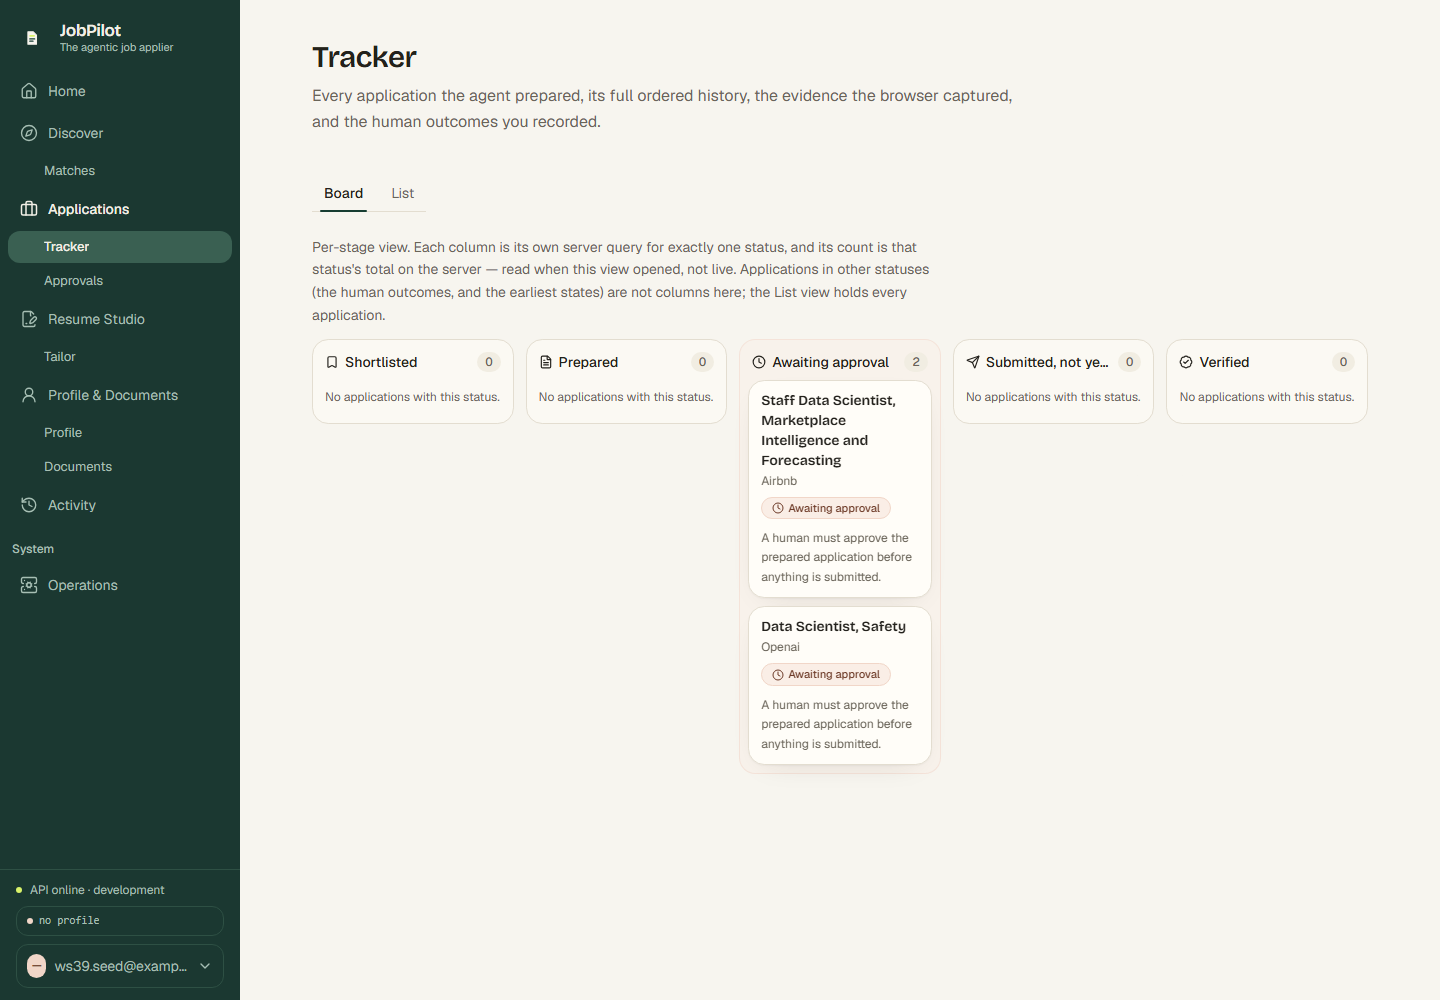 JobPilot
The agentic job applier
Home
Discover
Matches
Applications
Tracker
Approvals
Resume Studio
Tailor
Profile & Documents
Profile
Documents
Activity
System
Operations
API online · development
no profile
ws39.seed@examp...
Tracker
Every application the agent prepared, its full ordered history, the evidence the browser captured,
and the human outcomes you recorded.
Board
List
Per-stage view. Each column is its own server query for exactly one status, and its count is that
status's total on the server — read when this view opened, not live. Applications in other statuses
(the human outcomes, and the earliest states) are not columns here; the List view holds every
application.
Shortlisted 0
No applications with this status.
Prepared 0
No applications with this status.
Awaiting approval 2
Staff Data Scientist,
Marketplace
Intelligence and
Forecasting
Airbnb
Awaiting approval
A human must approve the
prepared application before
anything is submitted.
Data Scientist, Safety
Openai
Awaiting approval
A human must approve the
prepared application before
anything is submitted.
Submitted, not ye... 0
No applications with this status.
Verified 0
No applications with this status.